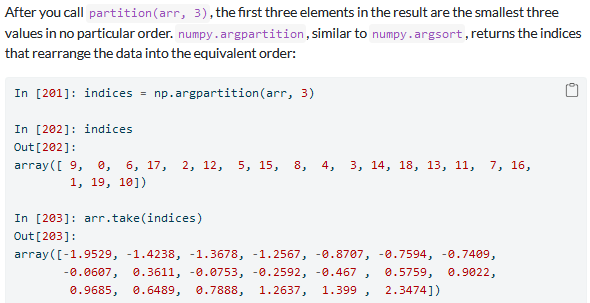 After you call partition(arr, 3), the first three elements in the result are the smallest three
values in no particular order. numpy.argpartition, similar to numpy.argsort, returns the indices
that rearrange the data into the equivalent order:
In [201]: indices = np.argpartition(arr, 3)
In [202]: indices
Out[202]:
array([ 9, 0, 6, 17, 2, 12, 5, 15, 8, 4, 3, 14, 18, 13, 11, 7, 16,
1, 19, 10])
In [203]: arr.take(indices)
Out[203]:
array([-1.9529, -1.4238, -1.3678, -1.2567, -0.8707, -0.7594, -0.7409,
-0.0607, 0.3611, -0.0753, -0.2592, -0.467 , 0.5759, 0.9022,
0.9685, 0.6489, 0.7888, 1.2637, 1.399 , 2.3474])